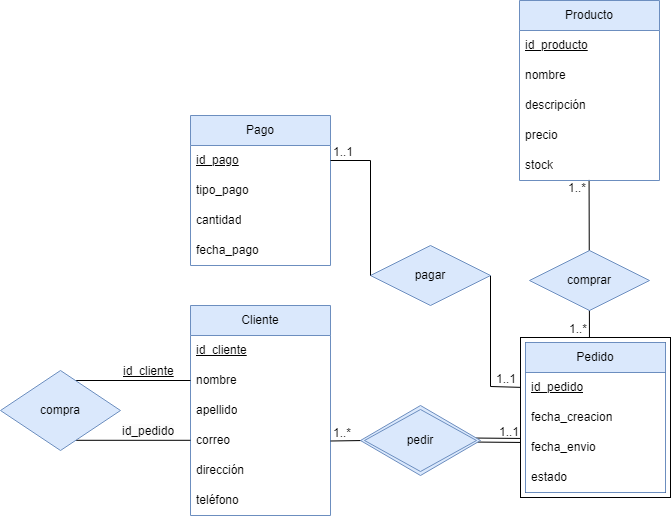 Producto
id_producto
nombre
descripción
precio
stock
1..*
comprar
1..*
Pago
id_pago
tipo_pago
cantidad
fecha_pago
1..1
pagar
1..1
Cliente
id_cliente
nombre
apellido
correo
dirección
teléfono
id_cliente
compra
id_pedido
1..*
pedir
1..1
Pedido
id_pedido
fecha_creacion
fecha_envio
estado